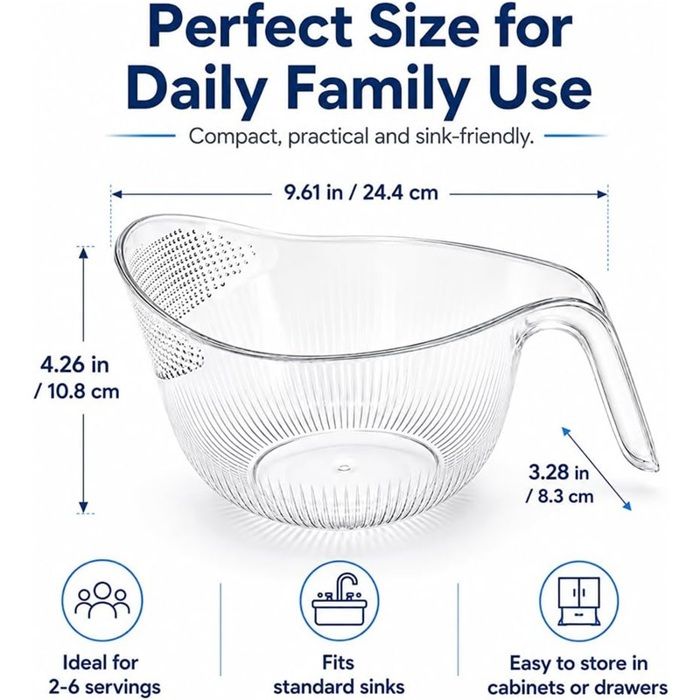 Perfect Size for
Daily Family Use
Compact, practical and sink-friendly.
9.61 in / 24.4 cm
4.26 in
/ 10.8 cm
3.28 in
/ 8.3 cm
Ideal for
2-6 servings
Fits
standard sinks
Easy to store in
cabinets or drawers